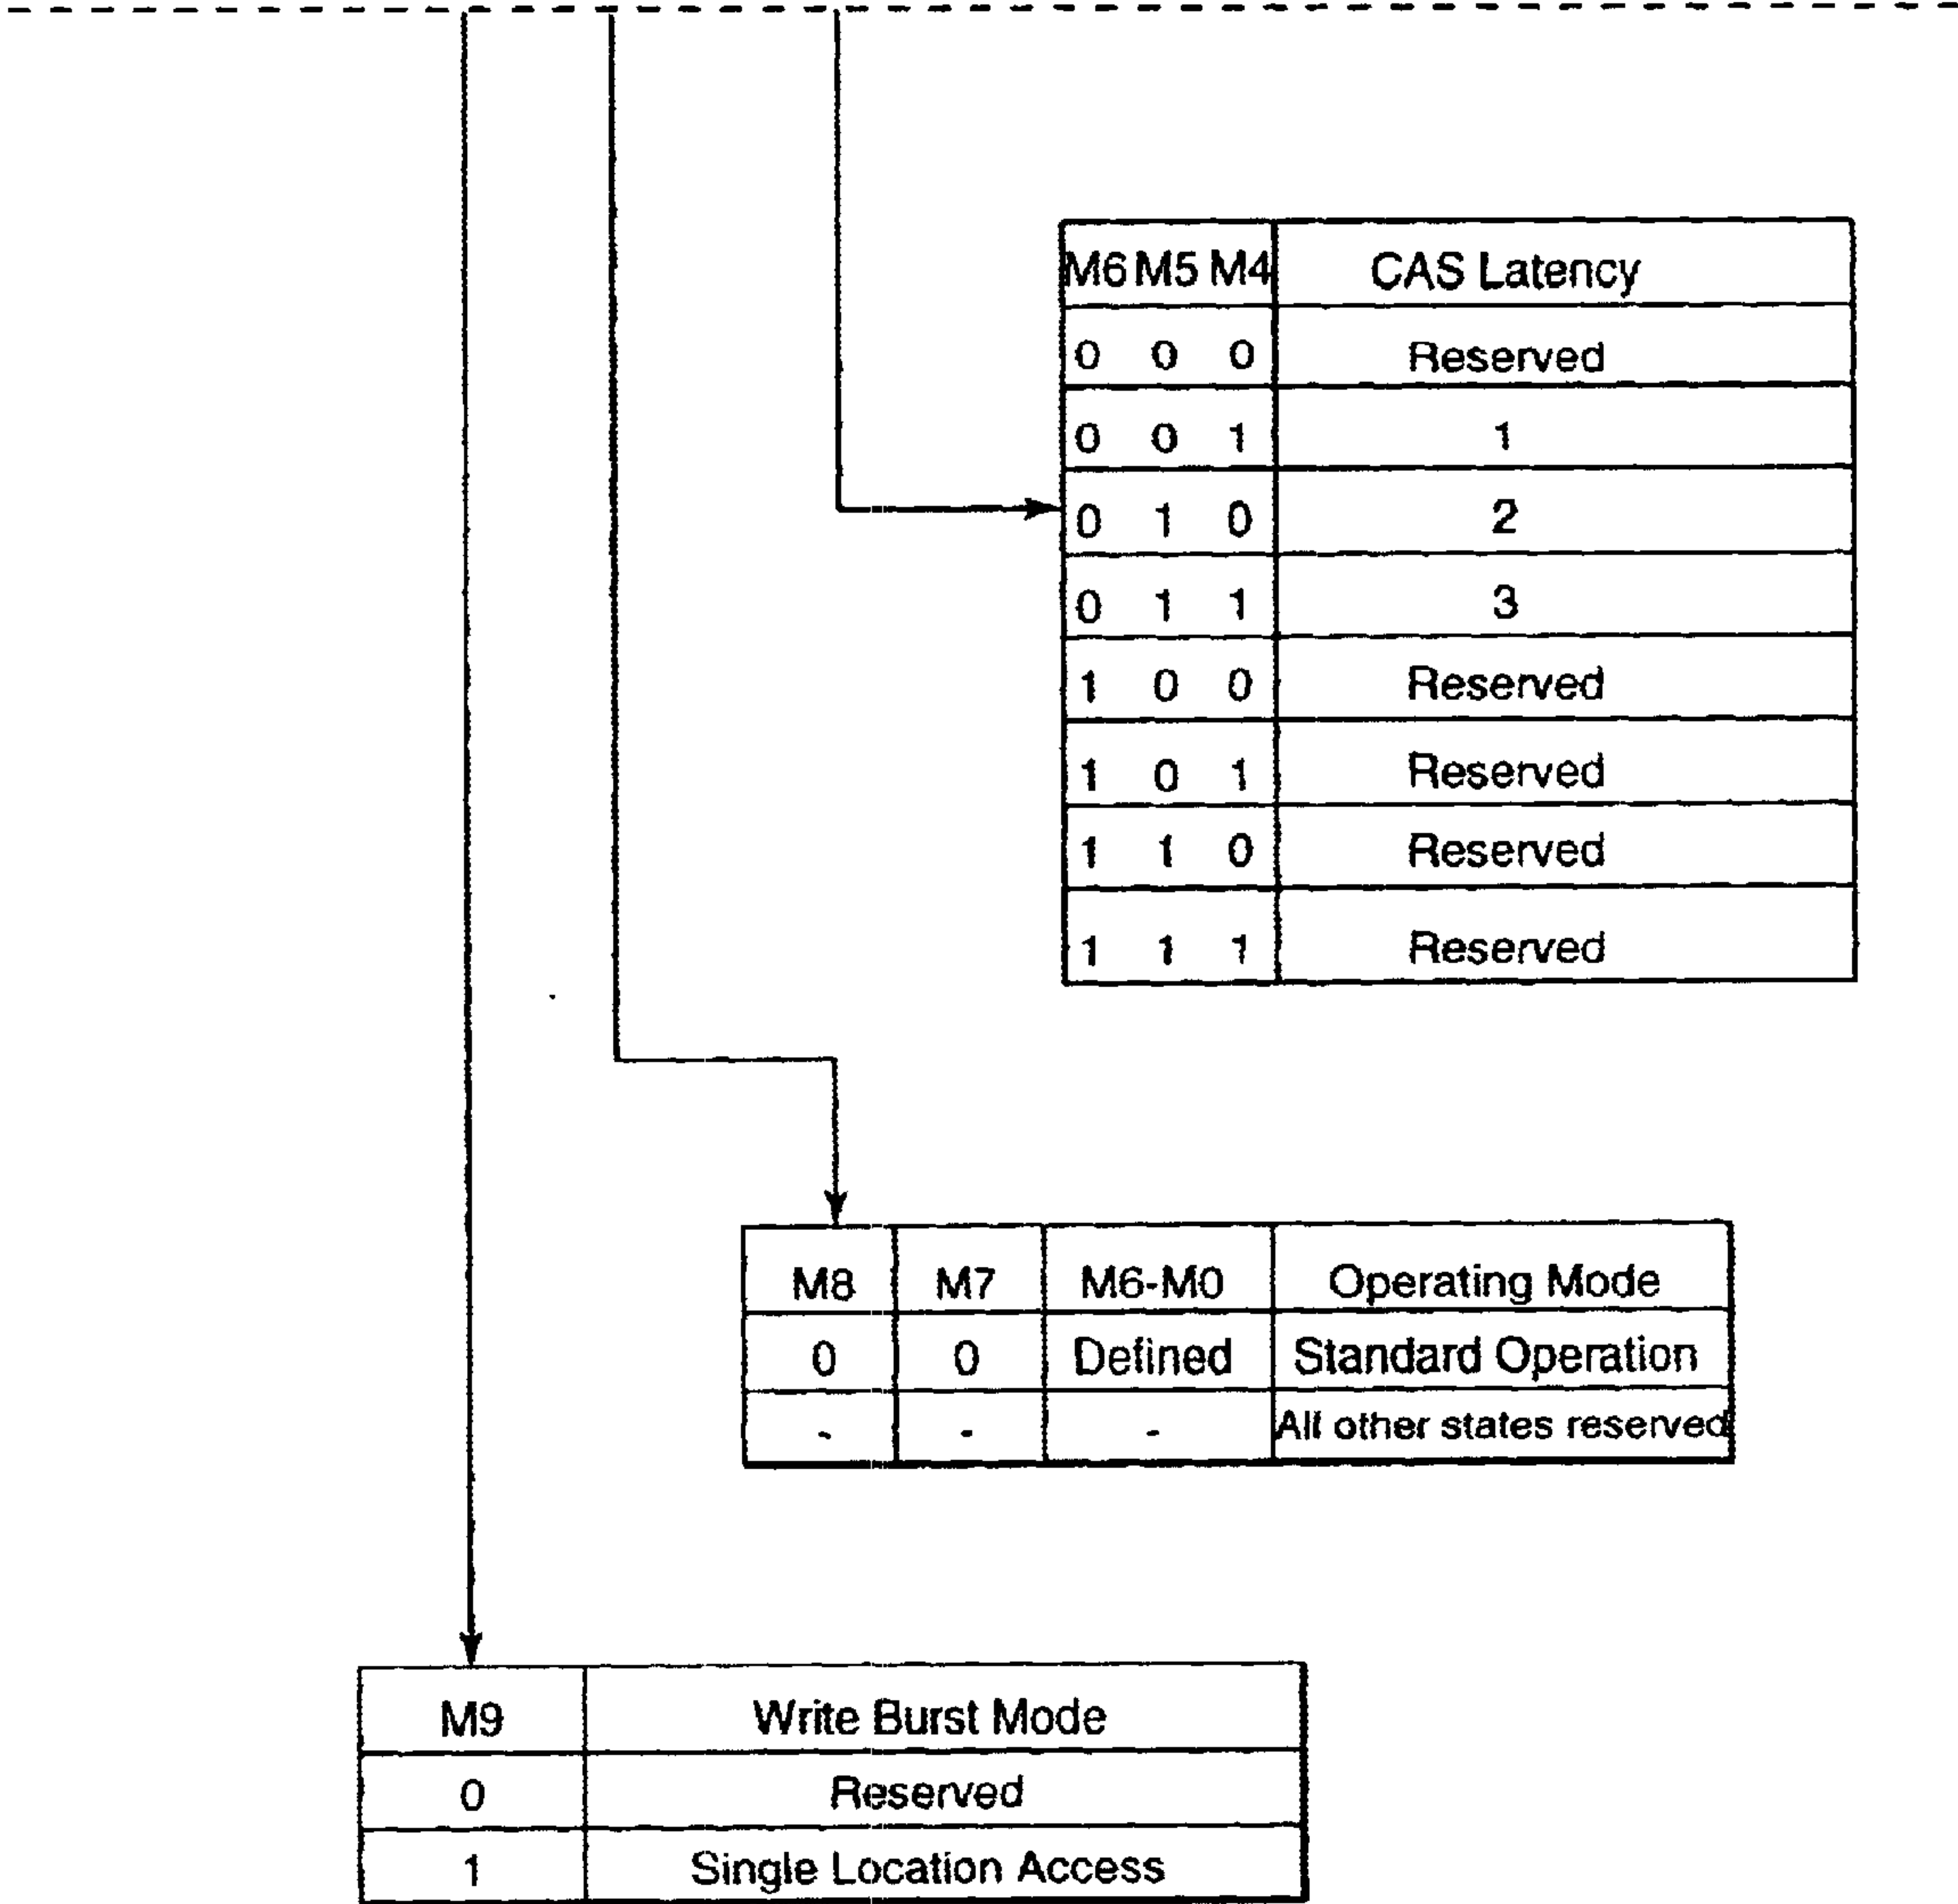 M6 M5 M4 CAS Latency
0 0 0 Reserved
0 0 1 1
0 1 0 2
0 1 1 3
1 0 0 Reserved
1 0 1 Reserved
1 1 0 Reserved
1 1 1 Reserved
M8 M7 M6-M0 Operating Mode
0 0 Defined Standard Operation
- - - All other states reserved
M9 Write Burst Mode
0 Reserved
1 Single Location Access